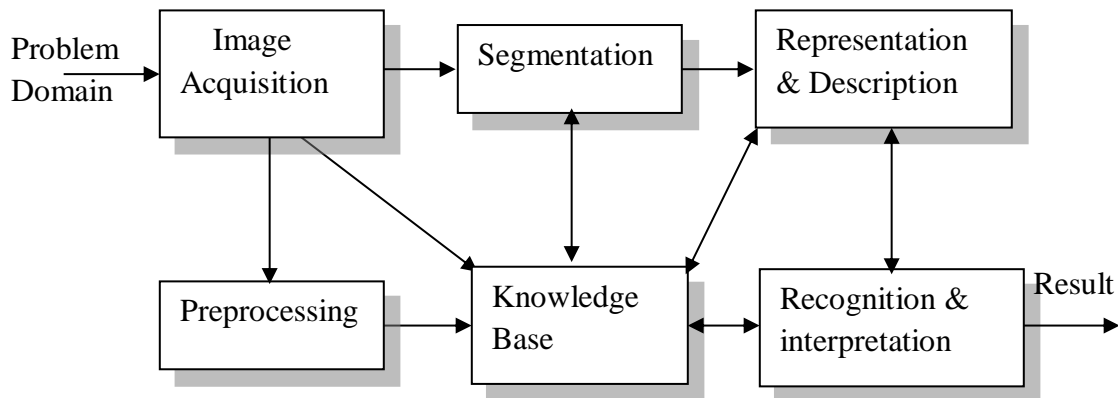 Problem
Domain
Image
Acquisition
Segmentation
Representation
& Description
Preprocessing
Knowledge
Base
Recognition &
interpretation
Result